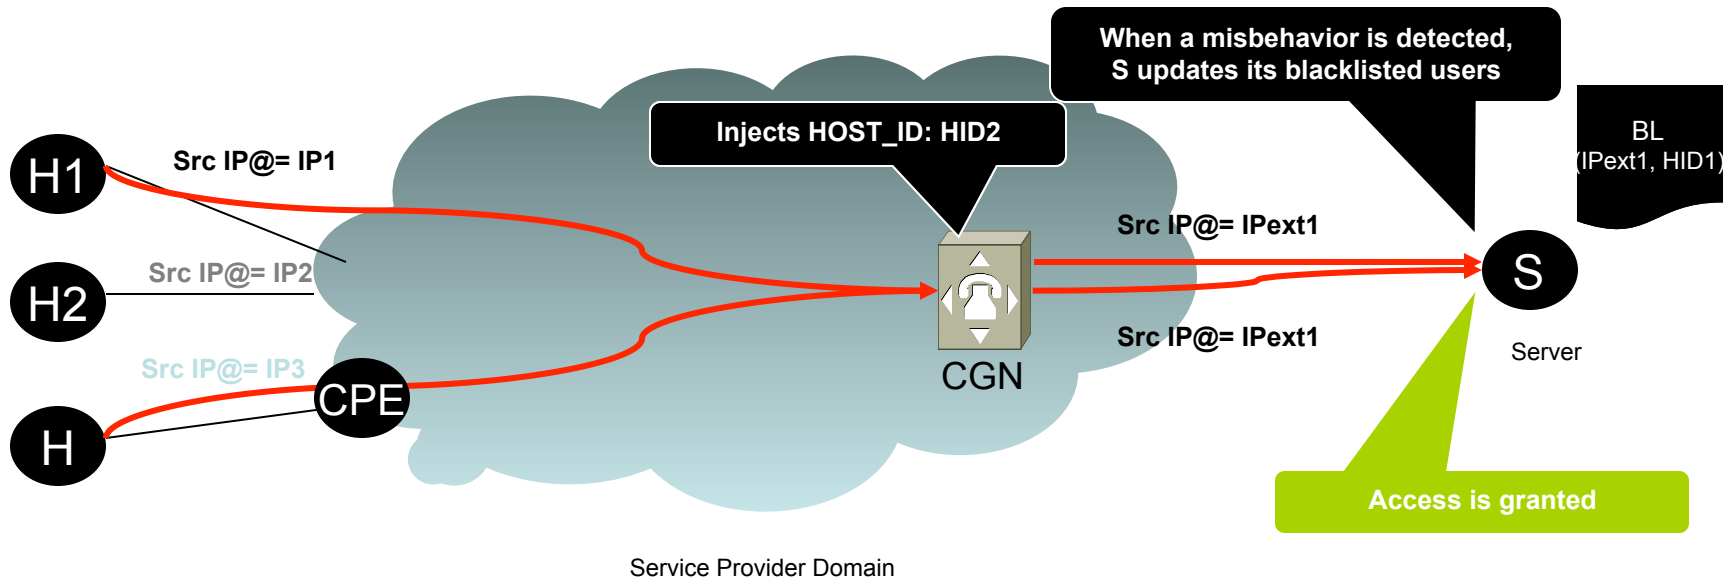 When a misbehavior is detected,
S updates its blacklisted users
Injects HOST_ID: HID2
BL
(IPext1, HID1)
H1
Src IP@= IP1
Src IP@= IPext1
H2
Src IP@= IP2
S
Server
Src IP@= IP3
CPE
CGN
Src IP@= IPext1
H
Access is granted
Service Provider Domain